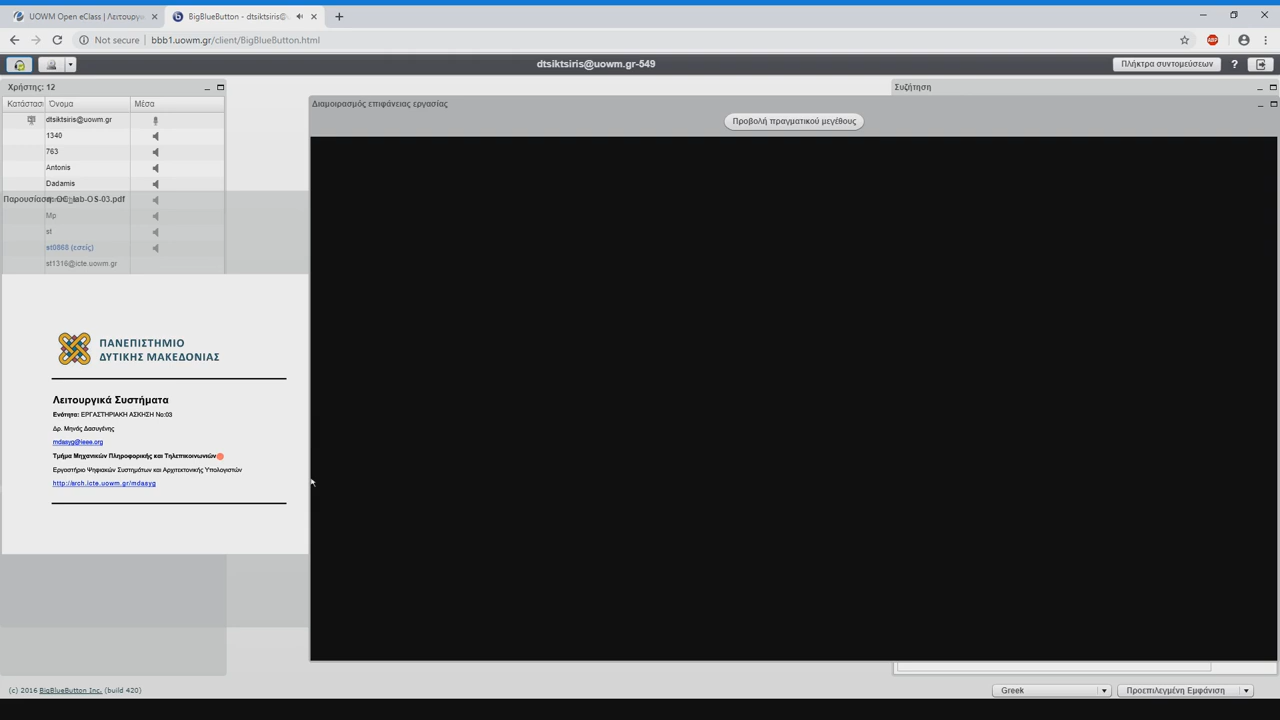 UOWM Open eClass | Λειτουργι
BigBlueButton - dtsiktsiris@
Not secure | bbb1.uowm.gr/client/BigBlueButton.html
ABP
dtsiktsiris@uowm.gr-549
Πλήκτρα συντομεύσεων
?
Χρήστης: 12
Κατάστασ Όνομα Μέσα
dtsiktsiris@uowm.gr
1340
763
Antonis
Dadamis
Παρουσίαση: OC_lab-OS-03.pdf
Mp
st
st0868 (εσείς)
st1316@icte.uowm.gr
ΠΑΝΕΠΙΣΤΗΜΙΟ
ΔΥΤΙΚΗΣ ΜΑΚΕΔΟΝΙΑΣ
Λειτουργικά Συστήματα
Ενότητα: ΕΡΓΑΣΤΗΡΙΑΚΗ ΑΣΚΗΣΗ Νο:03
Δρ. Μηνάς Δασυγένης
mdasyg@ieee.org
Τμήμα Μηχανικών Πληροφορικής και Τηλεπικοινωνιών
Εργαστήριο Ψηφιακών Συστημάτων και Αρχιτεκτονικής Υπολογιστών
http://arch.icte.uowm.gr/mdasyg
Διαμοιρασμός επιφάνειας εργασίας
Προβολή πραγματικού μεγέθους
Συζήτηση
(c) 2016 BigBlueButton Inc. (build 420)
Greek
Προεπιλεγμένη Εμφάνιση